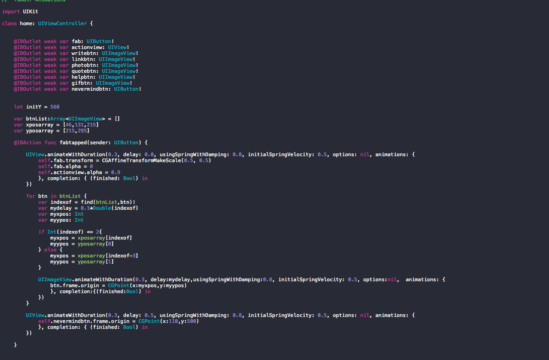 import UIKit
class home: UIViewController {
@IBOutlet weak var fab: UIButton!
@IBOutlet weak var actionview: UIView!
@IBOutlet weak var writebtn: UIImageView!
@IBOutlet weak var linkbtn: UIImageView!
@IBOutlet weak var photobtn: UIImageView!
@IBOutlet weak var quotebtn: UIImageView!
@IBOutlet weak var helpbtn: UIImageView!
@IBOutlet weak var gifbtn: UIImageView!
@IBOutlet weak var nevermindbtn: UIButton!
let initY = 500
var btnList:Array<UIImageView> = []
var xposarray = [46,131,215]
var yposarray = [215,295]
@IBAction func fabtapped(sender: UIButton) {
UIView.animateWithDuration(0.3, delay: 0.0, usingSpringWithDamping: 0.8, initialSpringVelocity: 0.5, options: nil, animations: {
self.fab.transform = CGAffineTransformMakeScale(0.5, 0.5)
self.fab.alpha = 0
self.actionview.alpha = 0.9
}, completion: { (finished: Bool) in
})
for btn in btnList {
var indexof = find(btnList,btn)!
var mydelay = 0.1*Double(indexof)
var myxpos: Int
var myypos: Int
if Int(indexof) <= 2{
myxpos = xposarray[indexof]
myypos = yposarray[0]
} else {
myxpos = xposarray[indexof-3]
myypos = yposarray[1]
}
UIImageView.animateWithDuration(0.5, delay:mydelay,usingSpringWithDamping:0.8, initialSpringVelocity: 0.5, options:nil, animations: {
btn.frame.origin = CGPoint(x:myxpos,y:myypos)
}, completion:{(finished:Bool) in
})
}
UIView.animateWithDuration(0.3, delay: 0.5, usingSpringWithDamping: 0.8, initialSpringVelocity: 0.5, options: nil, animations: {
self.nevermindbtn.frame.origin = CGPoint(x:110,y:500)
}, completion: { (finished: Bool) in
})
}